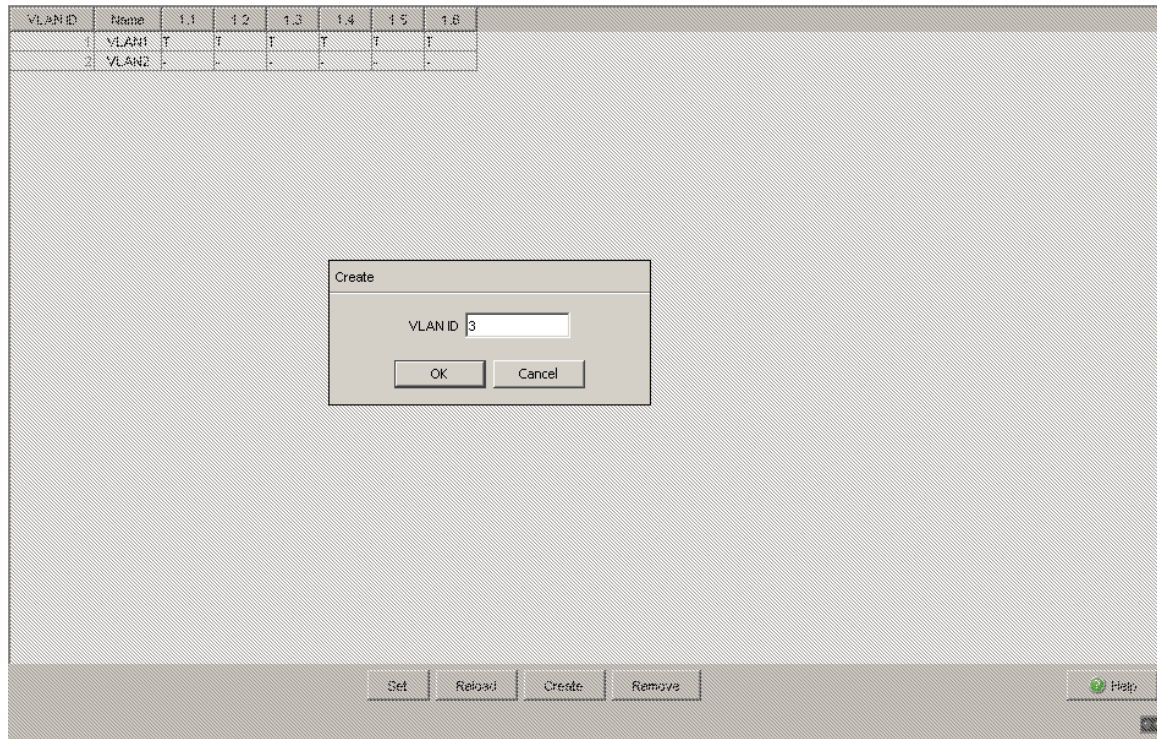 VLAN ID Name 1.1 1.2 1.3 1.4 1.5 1.6
1 VLAN1 T T T T T T
2 VLAN2 - - - - - -
Create
VLAN ID 3
OK Cancel
Set Reload Create Remove Help